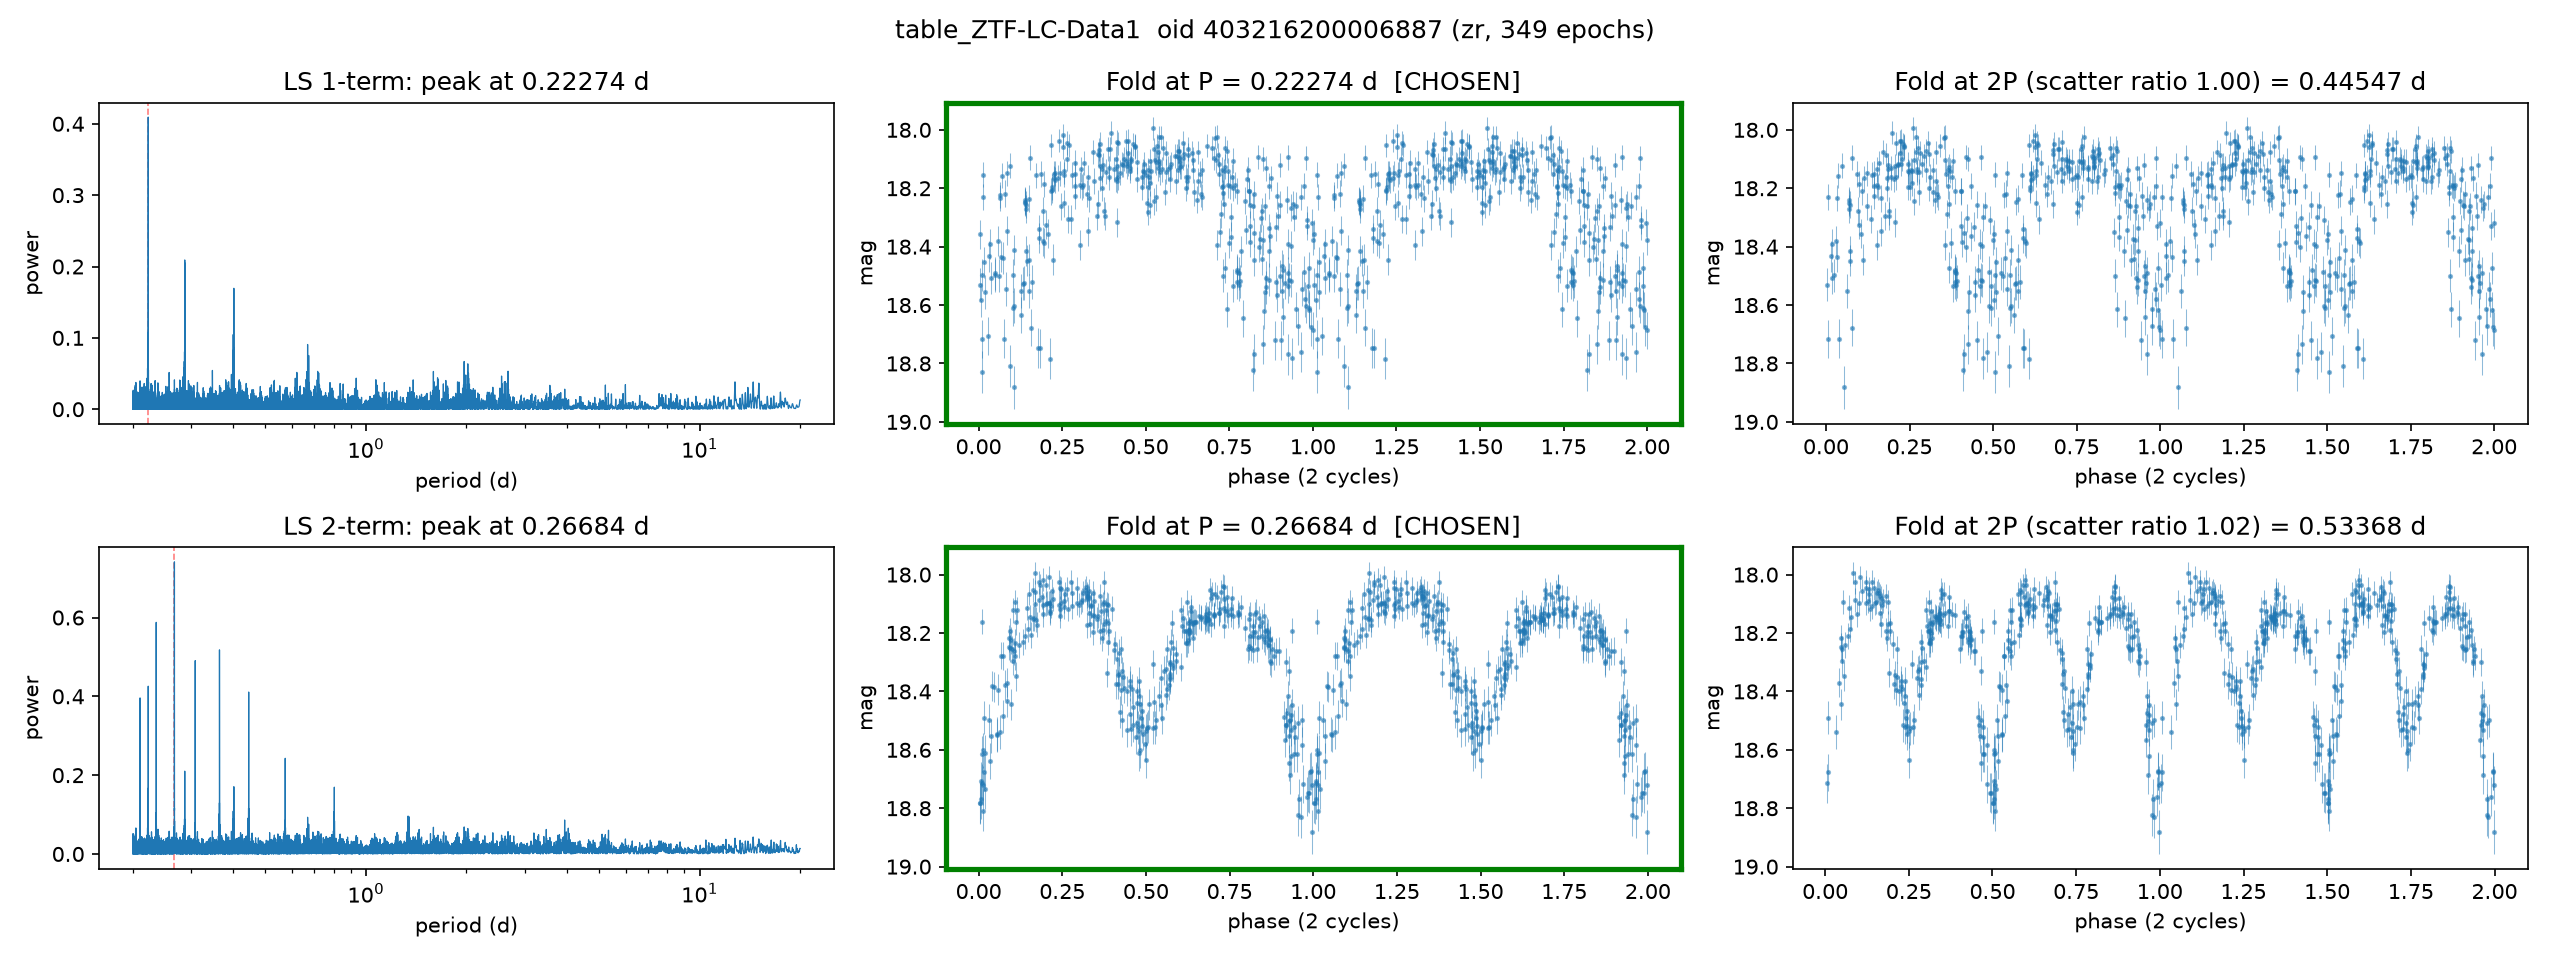 table_ZTF-LC-Data1  oid 403216200006887 (zr, 349 epochs)
LS 1-term: peak at 0.22274 d
power
0.4
0.3
0.2
0.1
0.0
10⁰
10¹
period (d)
Fold at P = 0.22274 d  [CHOSEN]
mag
18.0
18.2
18.4
18.6
18.8
19.0
0.00 0.25 0.50 0.75 1.00 1.25 1.50 1.75 2.00
phase (2 cycles)
Fold at 2P (scatter ratio 1.00) = 0.44547 d
mag
18.0
18.2
18.4
18.6
18.8
19.0
0.00 0.25 0.50 0.75 1.00 1.25 1.50 1.75 2.00
phase (2 cycles)
LS 2-term: peak at 0.26684 d
power
0.6
0.4
0.2
0.0
10⁰
10¹
period (d)
Fold at P = 0.26684 d  [CHOSEN]
mag
18.0
18.2
18.4
18.6
18.8
19.0
0.00 0.25 0.50 0.75 1.00 1.25 1.50 1.75 2.00
phase (2 cycles)
Fold at 2P (scatter ratio 1.02) = 0.53368 d
mag
18.0
18.2
18.4
18.6
18.8
19.0
0.00 0.25 0.50 0.75 1.00 1.25 1.50 1.75 2.00
phase (2 cycles)